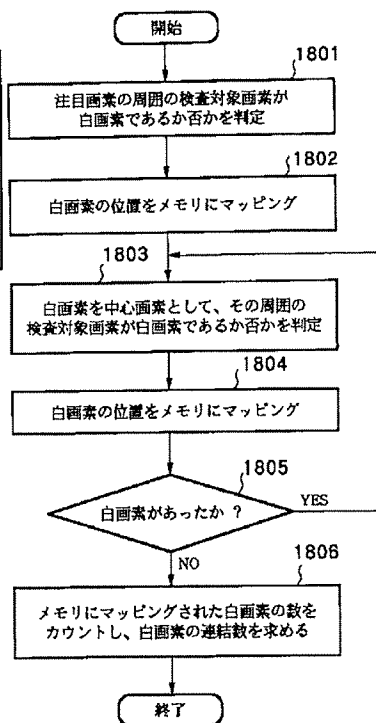 開始
1801
注目画素の周囲の検査対象画素が
白画素であるか否かを判定
1802
白画素の位置をメモリにマッピング
1803
白画素を中心画素として、その周囲の
検査対象画素が白画素であるか否かを判定
1804
白画素の位置をメモリにマッピング
1805
白画素があったか ?
YES
NO
1806
メモリにマッピングされた白画素の数を
カウントし、白画素の連結数を求める
終了